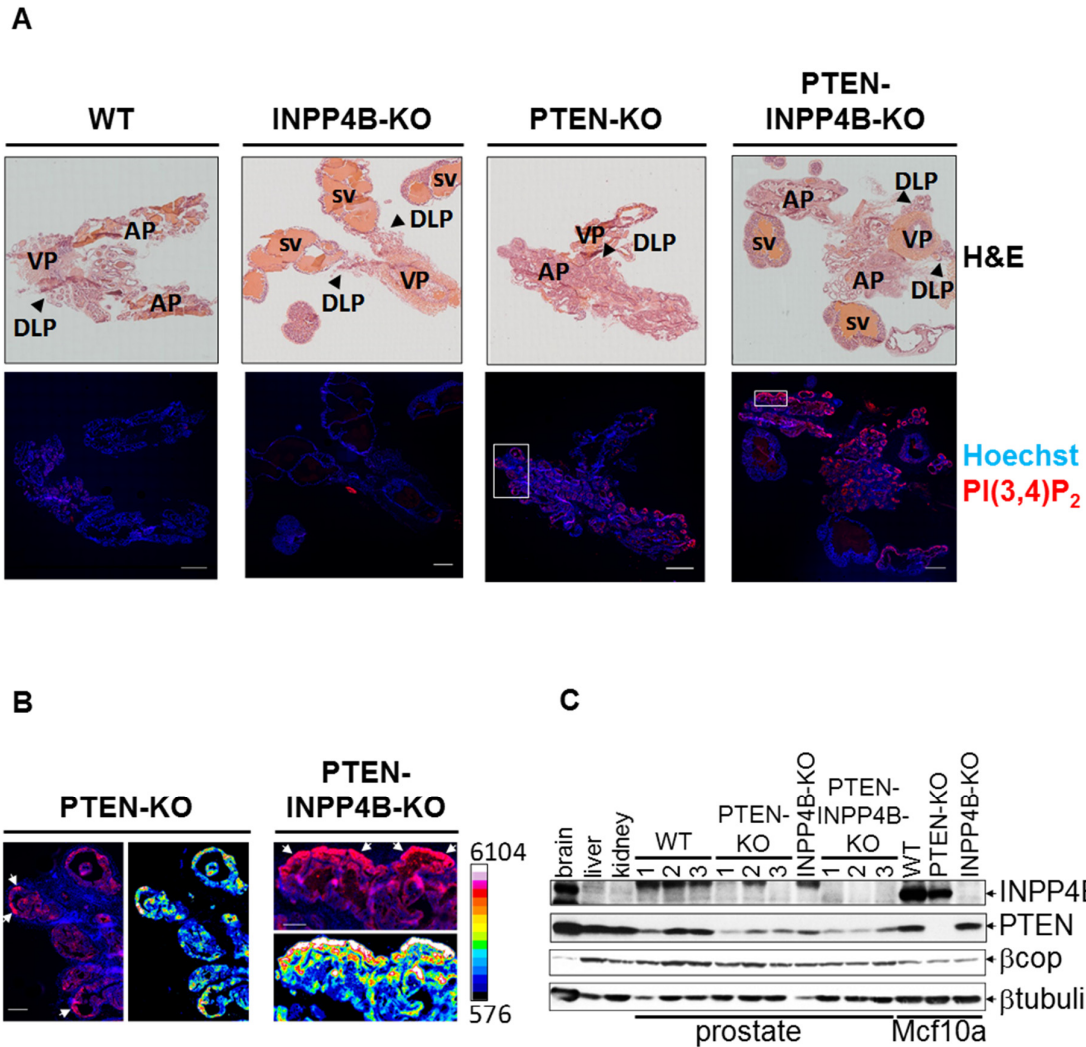 A
WT
INPP4B-KO
PTEN-KO
PTEN-
INPP4B-KO
AP
VP
AP
DLP
SV
SV
DLP
SV
VP
DLP
VP
DLP
AP
DLP
AP
VP
SV
AP
DLP
SV
H&E
Hoechst
PI(3,4)P2
B
PTEN-KO
PTEN-
INPP4B-KO
6104
576
C
brain
liver
kidney
WT
1 2 3
PTEN-
KO
1 2 3
INPP4B-KO
PTEN-
INPP4B-
KO
1 2 3
WT
PTEN-KO
INPP4B-KO
INPP4B
PTEN
βcop
βtubuli
prostate
Mcf10a